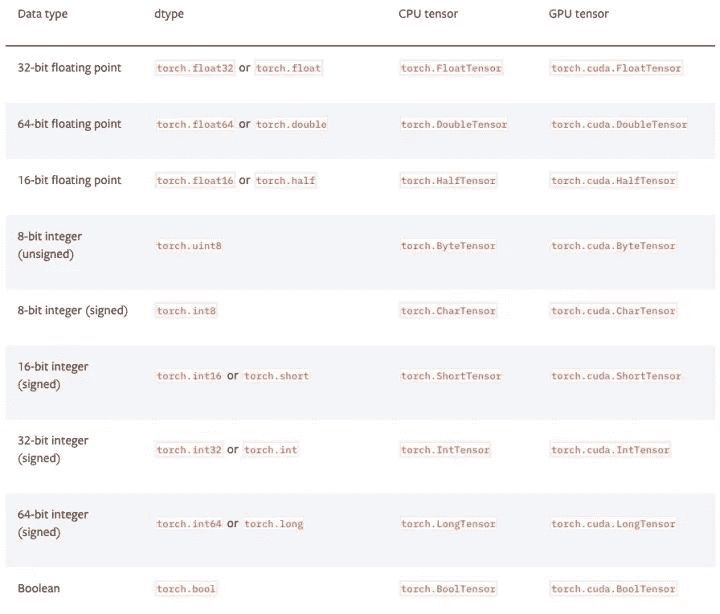 Data type dtype CPU tensor GPU tensor
32-bit floating point torch.float32 or torch.float torch.FloatTensor torch.cuda.FloatTensor
64-bit floating point torch.float64 or torch.double torch.DoubleTensor torch.cuda.DoubleTensor
16-bit floating point torch.float16 or torch.half torch.HalfTensor torch.cuda.HalfTensor
8-bit integer
(unsigned)
torch.uint8 torch.ByteTensor torch.cuda.ByteTensor
8-bit integer (signed) torch.int8 torch.CharTensor torch.cuda.CharTensor
16-bit integer
(signed)
torch.int16 or torch.short torch.ShortTensor torch.cuda.ShortTensor
32-bit integer
(signed)
torch.int32 or torch.int torch.IntTensor torch.cuda.IntTensor
64-bit integer
(signed)
torch.int64 or torch.long torch.LongTensor torch.cuda.LongTensor
Boolean torch.bool torch.BoolTensor torch.cuda.BoolTensor